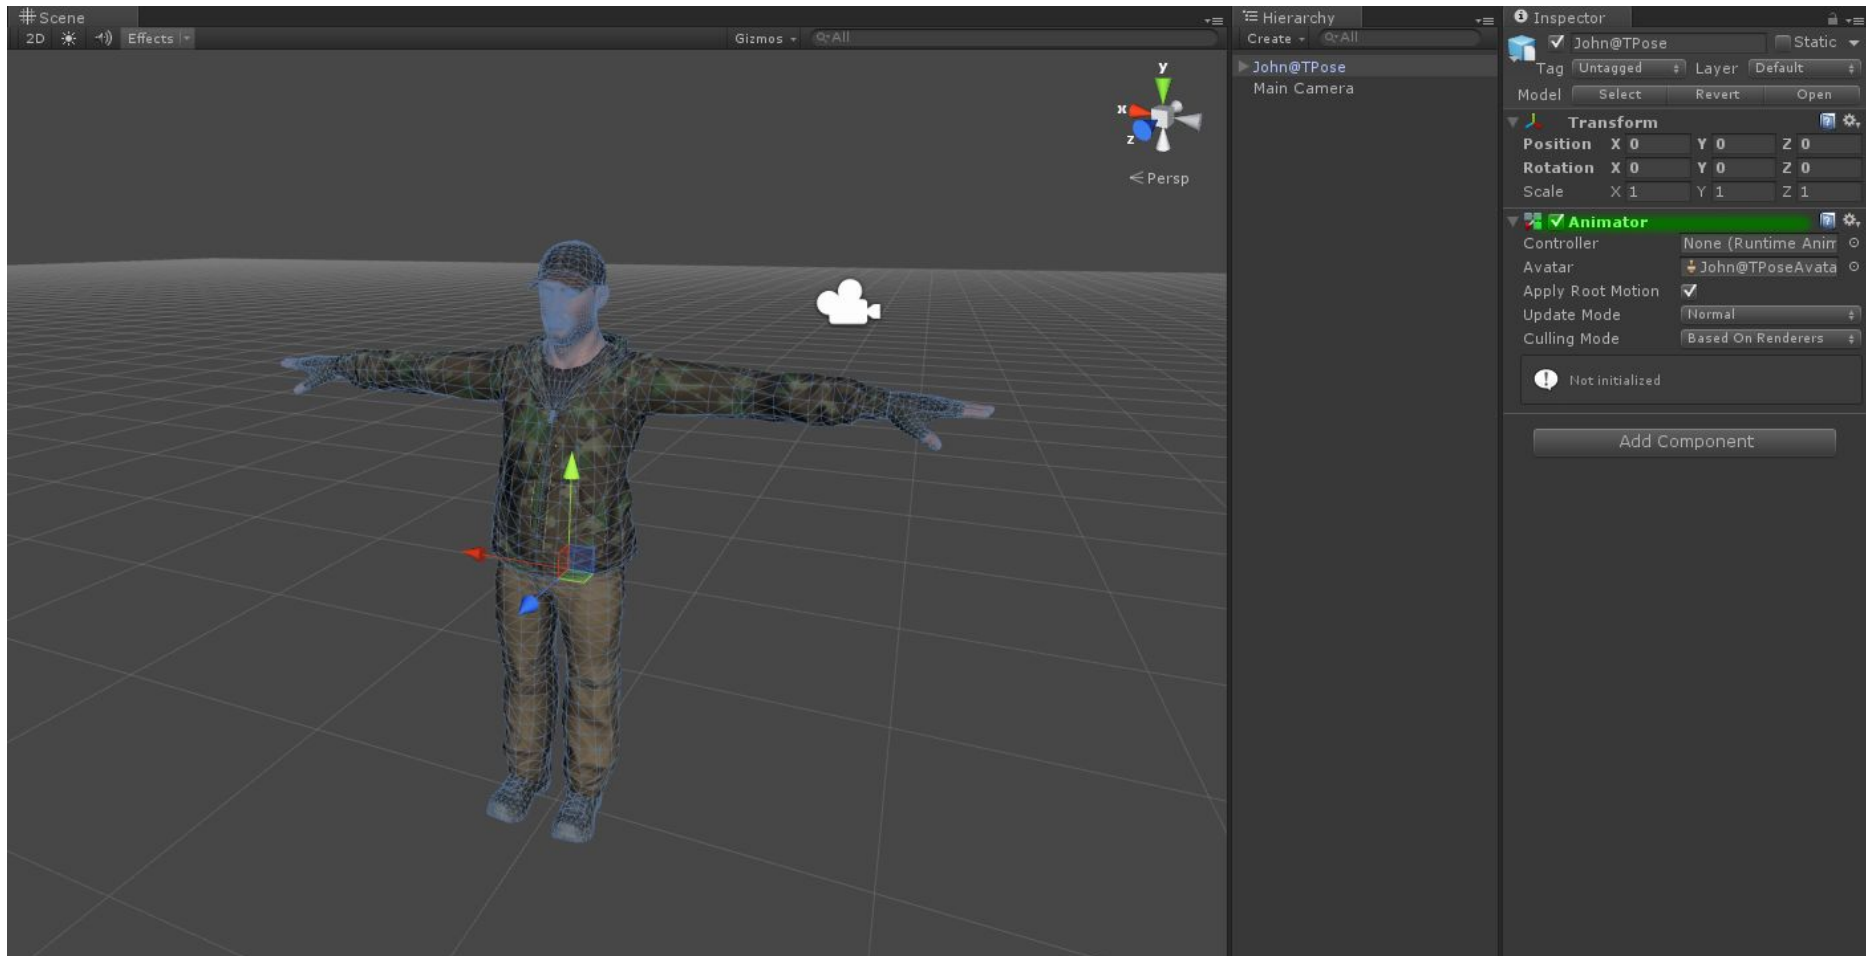 Scene
2D Effects Gizmos All
y
x
z
Persp
Hierarchy
Create All
John@TPose
Main Camera
Inspector
John@TPose Static
Tag Untagged Layer Default
Model Select Revert Open
Transform
Position X 0 Y 0 Z 0
Rotation X 0 Y 0 Z 0
Scale X 1 Y 1 Z 1
Animator
Controller None (Runtime Anim
Avatar John@TPoseAvata
Apply Root Motion
Update Mode Normal
Culling Mode Based On Renderers
Not initialized
Add Component